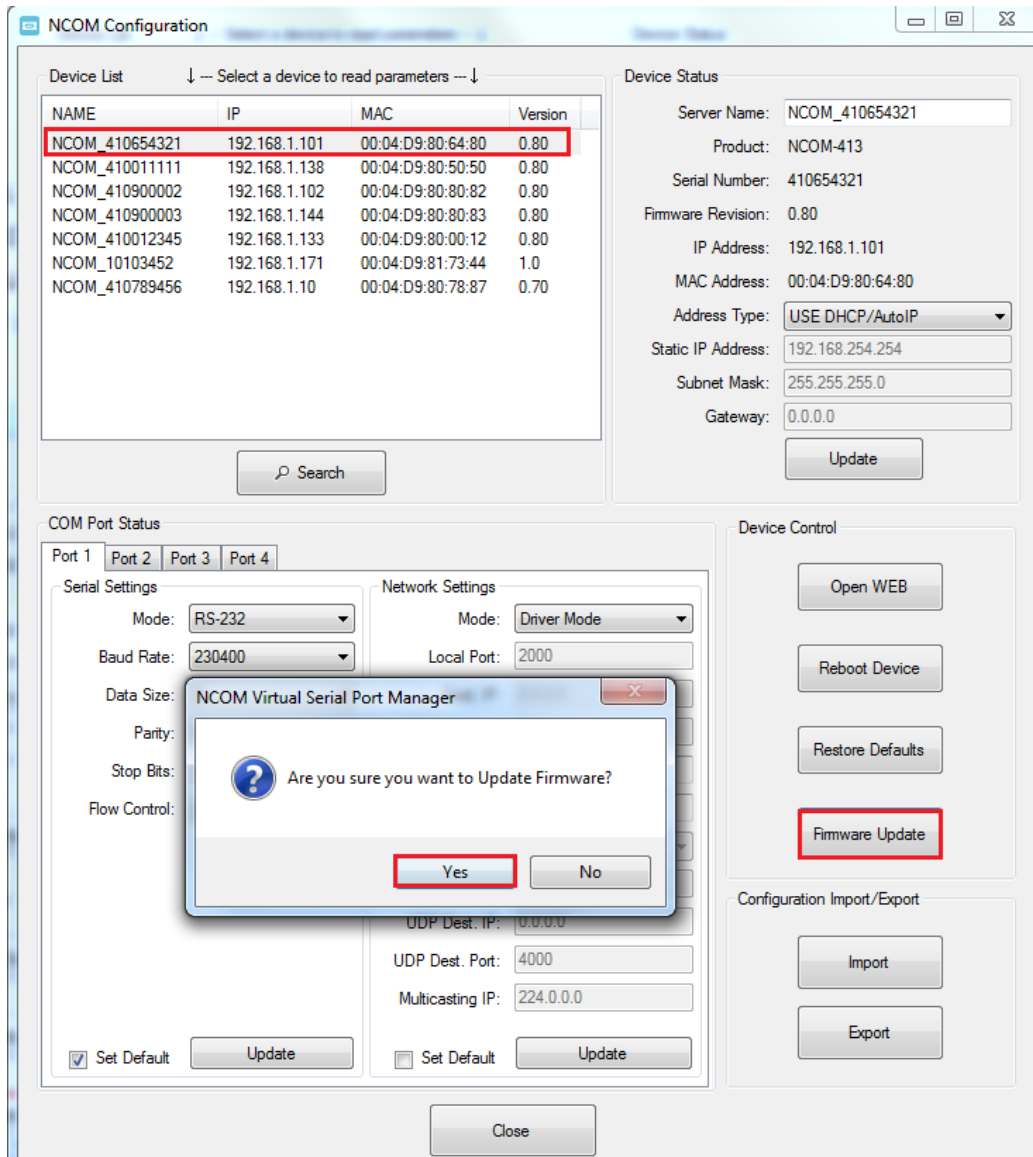 NCOM Configuration
Device List ↓ --- Select a device to read parameters --- ↓
NAME IP MAC Version
NCOM_410654321 192.168.1.101 00:04:D9:80:64:80 0.80
NCOM_410011111 192.168.1.138 00:04:D9:80:50:50 0.80
NCOM_410900002 192.168.1.102 00:04:D9:80:80:82 0.80
NCOM_410900003 192.168.1.144 00:04:D9:80:80:83 0.80
NCOM_410012345 192.168.1.133 00:04:D9:80:00:12 0.80
NCOM_10103452 192.168.1.171 00:04:D9:81:73:44 1.0
NCOM_410789456 192.168.1.10 00:04:D9:80:78:87 0.70
Search
Device Status
Server Name: NCOM_410654321
Product: NCOM-413
Serial Number: 410654321
Firmware Revision: 0.80
IP Address: 192.168.1.101
MAC Address: 00:04:D9:80:64:80
Address Type: USE DHCP/AutoIP
Static IP Address: 192.168.254.254
Subnet Mask: 255.255.255.0
Gateway: 0.0.0.0
Update
COM Port Status
Port 1 Port 2 Port 3 Port 4
Serial Settings
Mode: RS-232
Baud Rate: 230400
Data Size:
Parity:
Stop Bits:
Flow Control:
Set Default Update
Network Settings
Mode: Driver Mode
Local Port: 2000
UDP Dest. IP: 0.0.0.0
UDP Dest. Port: 4000
Multicasting IP: 224.0.0.0
Set Default Update
NCOM Virtual Serial Port Manager
Are you sure you want to Update Firmware?
Yes No
Device Control
Open WEB
Reboot Device
Restore Defaults
Firmware Update
Configuration Import/Export
Import
Export
Close